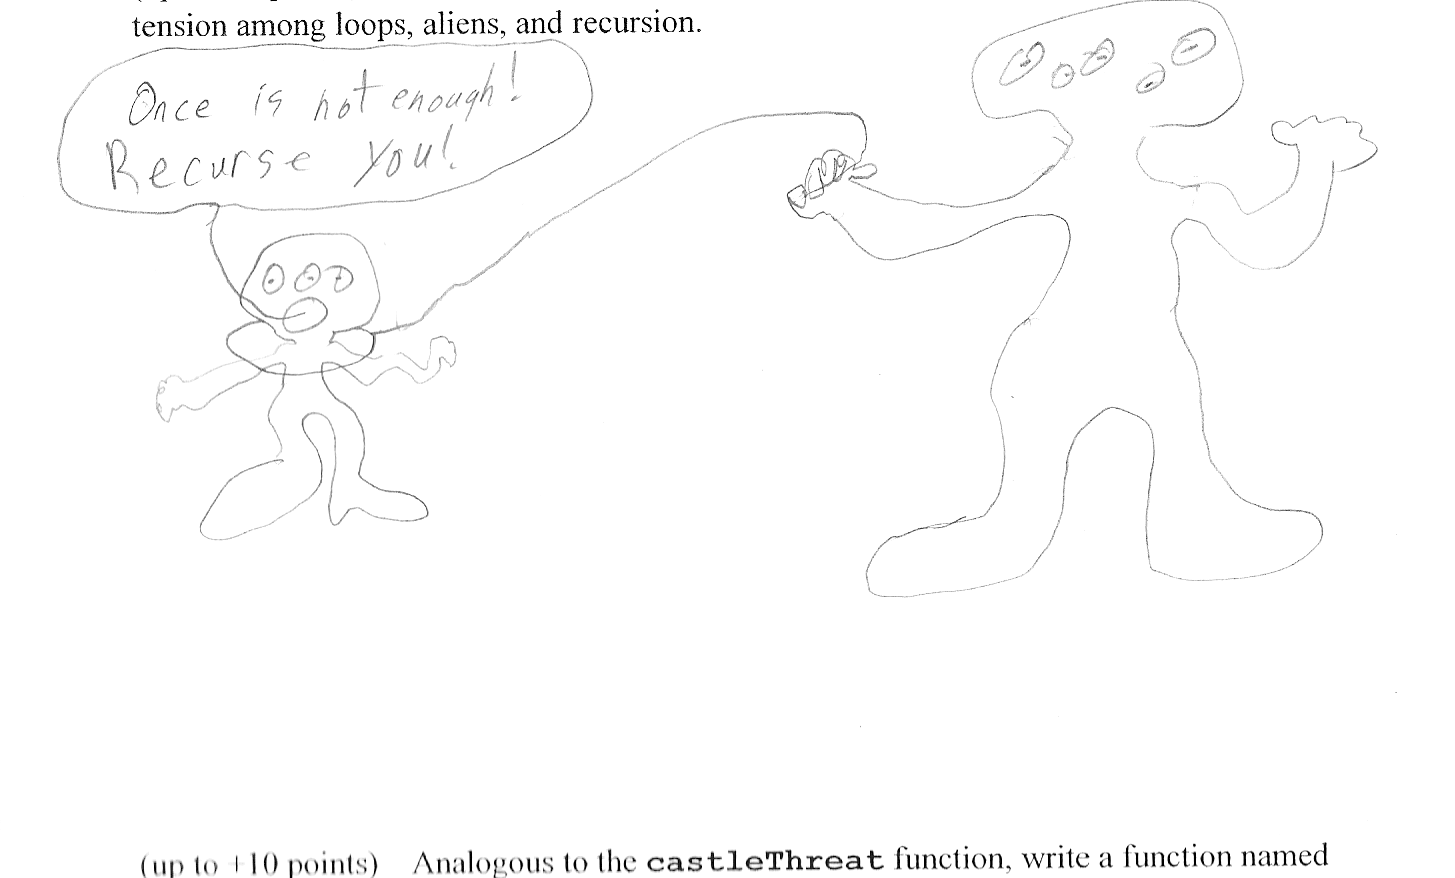 tension among loops, aliens, and recursion.
Once is not enough!
Recurse You!
(up to +10 points) Analogous to the castleThreat function, write a function named